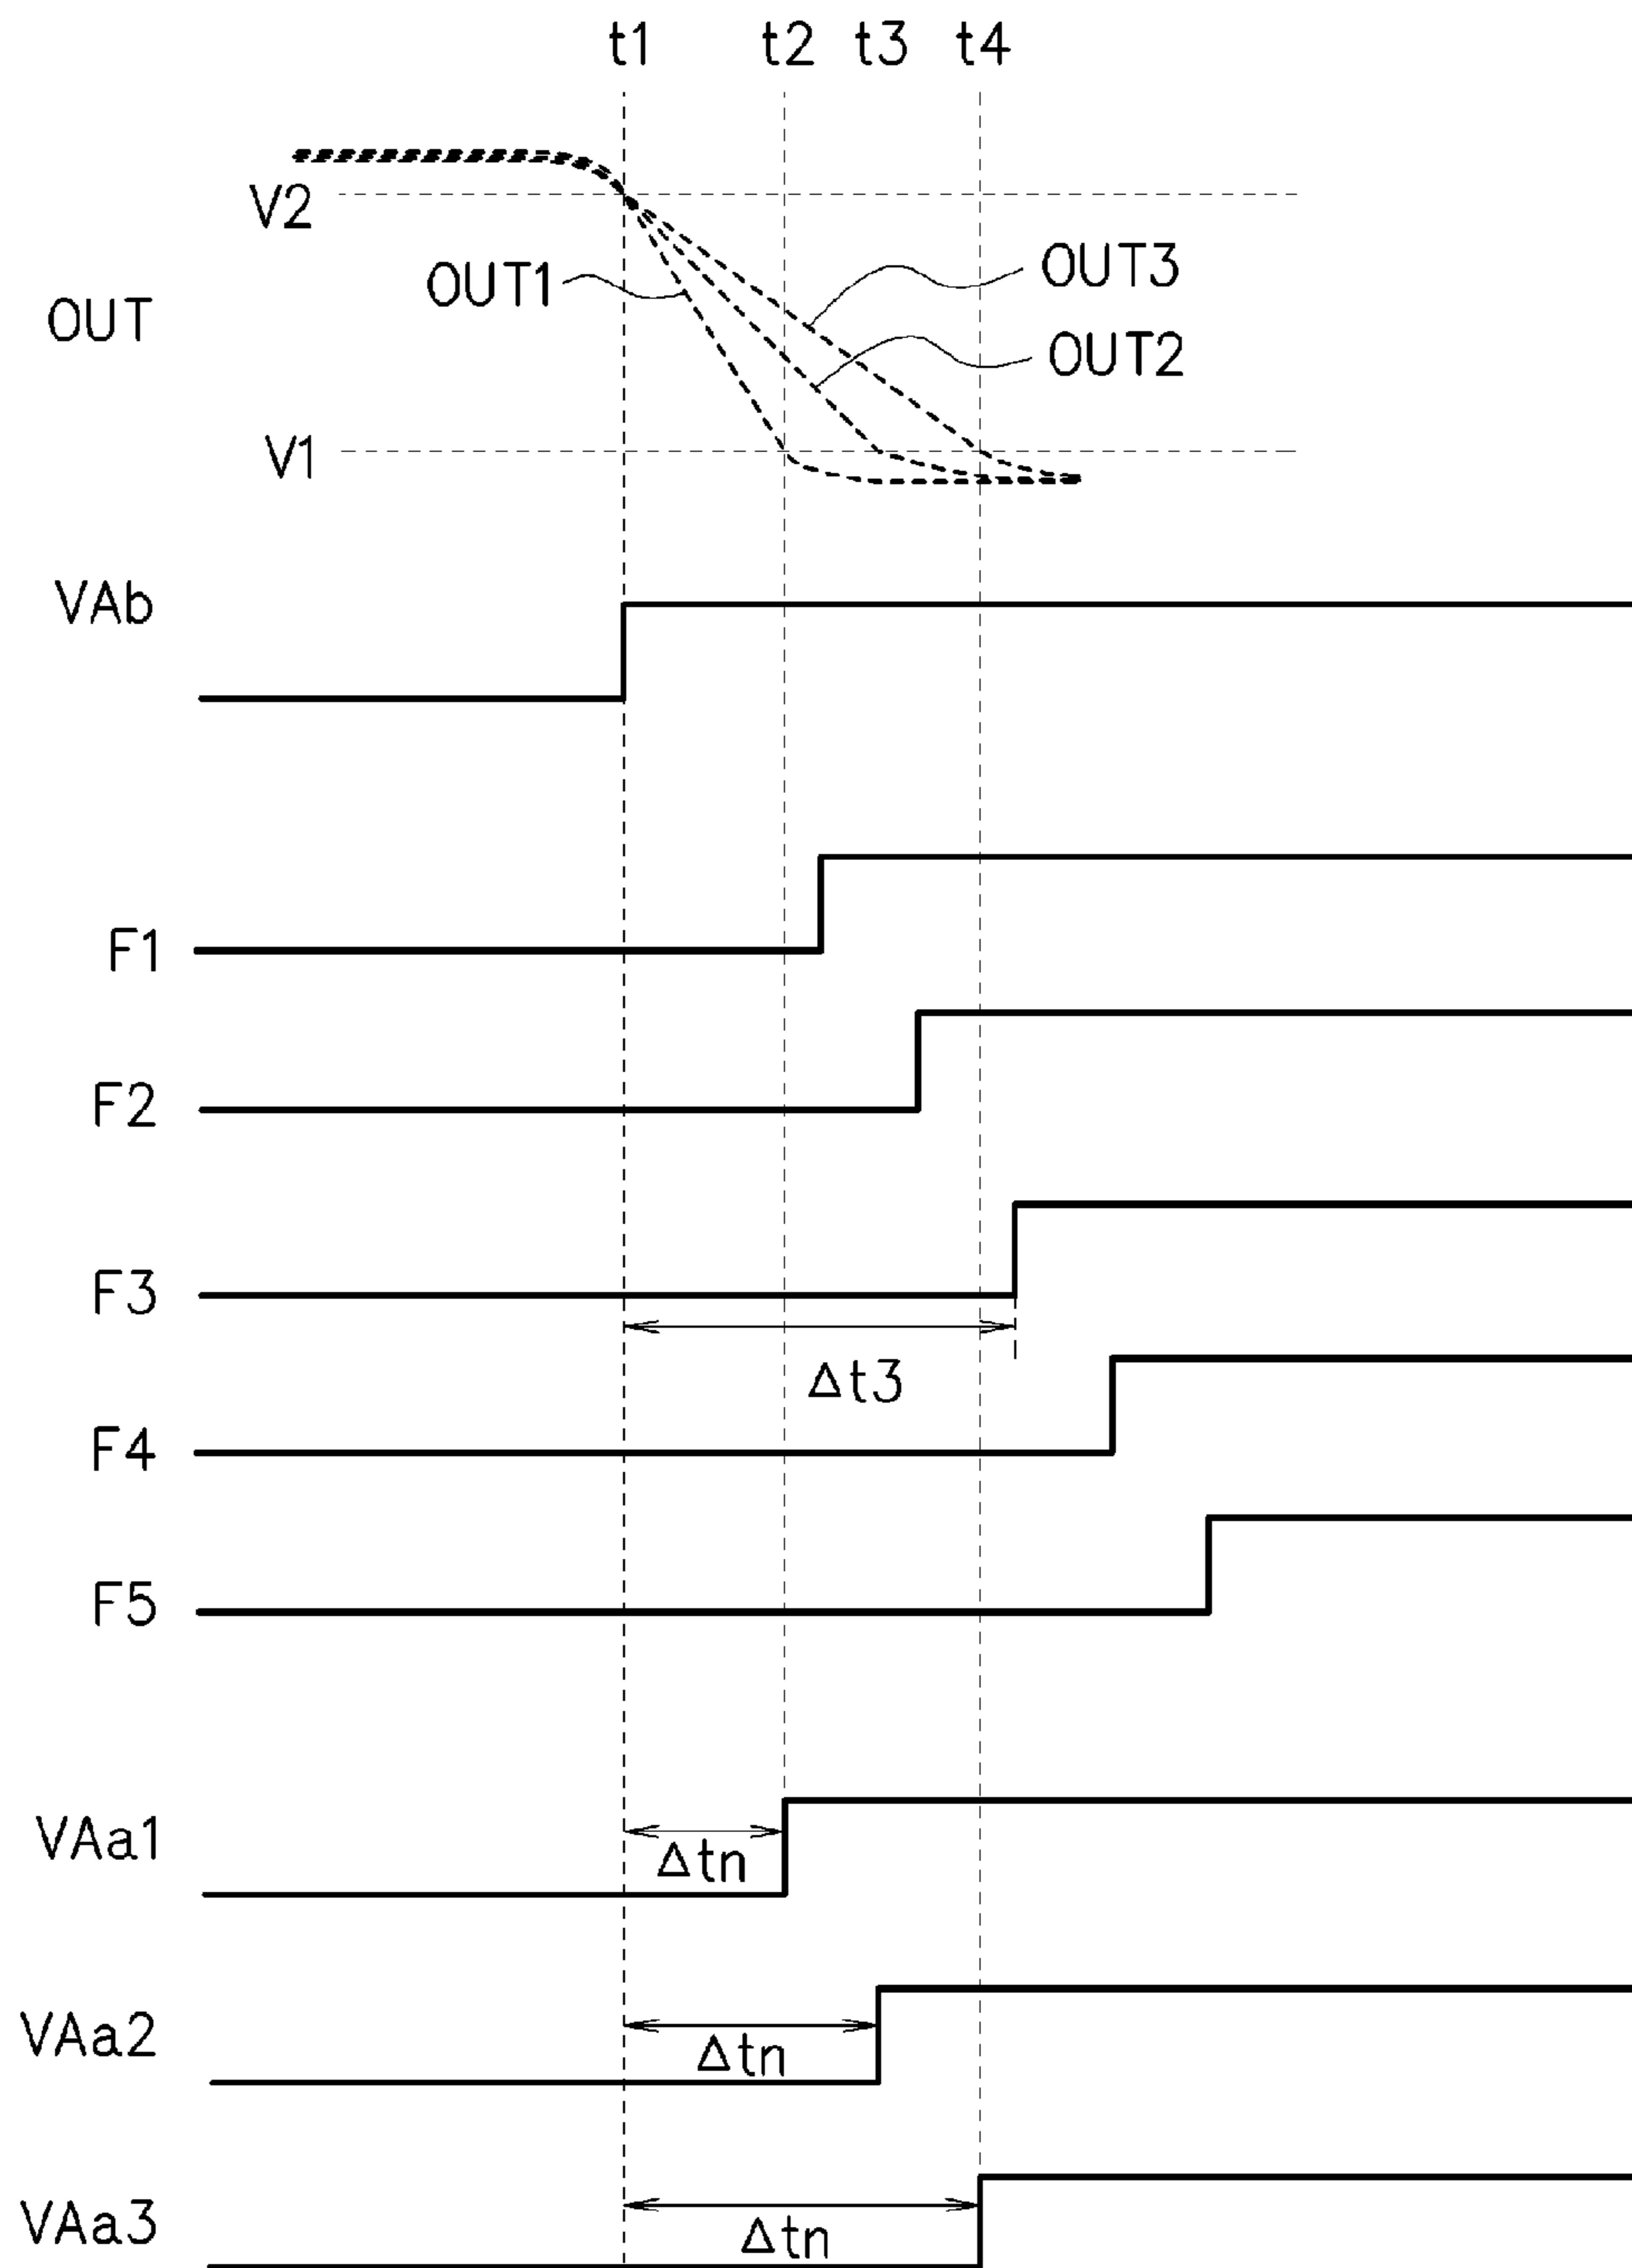 t1 t2 t3 t4
V2
OUT1 OUT3
OUT
OUT2
V1
VAb
F1
F2
F3
Δt3
F4
F5
VAa1
Δtn
VAa2
Δtn
VAa3
Δtn